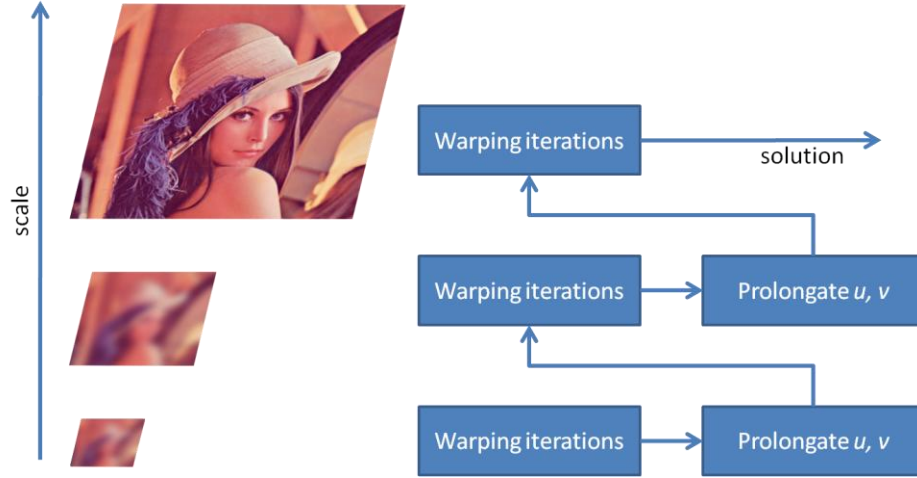 scale
Warping iterations
solution
Warping iterations
Prolongate u, v
Warping iterations
Prolongate u, v